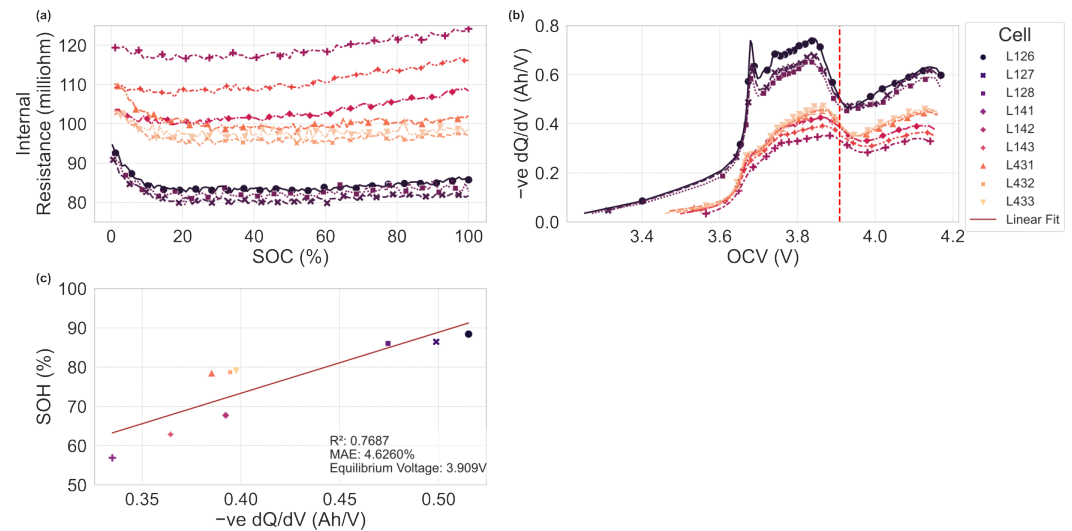 (a)
Internal
Resistance (milliohm)
120
110
100
90
80
0
20
40
60
80
100
SOC (%)
(b)
−ve dQ/dV (Ah/V)
0.8
0.6
0.4
0.2
0.0
3.4
3.6
3.8
4.0
4.2
OCV (V)
Cell
L126
L127
L128
L141
L142
L143
L431
L432
L433
Linear Fit
(c)
SOH (%)
100
90
80
70
60
50
R²: 0.7687
MAE: 4.6260%
Equilibrium Voltage: 3.909V
0.35
0.40
0.45
0.50
−ve dQ/dV (Ah/V)